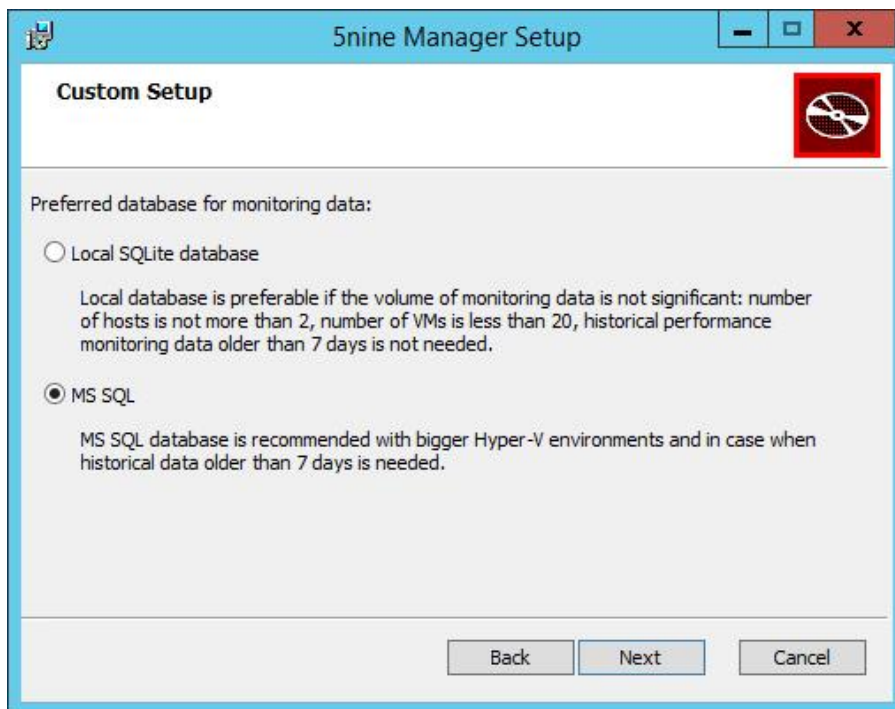 5nine Manager Setup
Custom Setup
Preferred database for monitoring data:
Local SQLite database
Local database is preferable if the volume of monitoring data is not significant: number
of hosts is not more than 2, number of VMs is less than 20, historical performance
monitoring data older than 7 days is not needed.
MS SQL
MS SQL database is recommended with bigger Hyper-V environments and in case when
historical data older than 7 days is needed.
Back Next Cancel